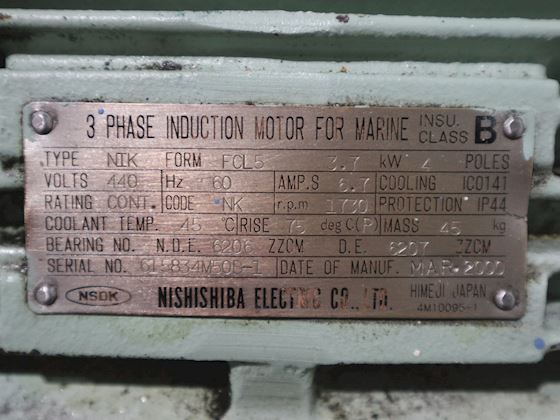 3 PHASE INDUCTION MOTOR FOR MARINE INSU. CLASS B
TYPE NIK FORM FCL5 3.7 kW 4 POLES
VOLTS 440 Hz 60 AMP.S 6.7 COOLING IC0141
RATING CONT. CODE NK r.p.m 1730 PROTECTION IP44
COOLANT TEMP. 45 °C RISE 75 deg C(P) MASS 45 kg
BEARING NO. N.D.E. 6206 ZZCM D.E. 6207 ZZCM
SERIAL NO. DATE OF MANUF. MAR.2000
NSDK NISHISHIBA ELECTRIC CO., LTD. HIMEJI JAPAN
4M10095-1